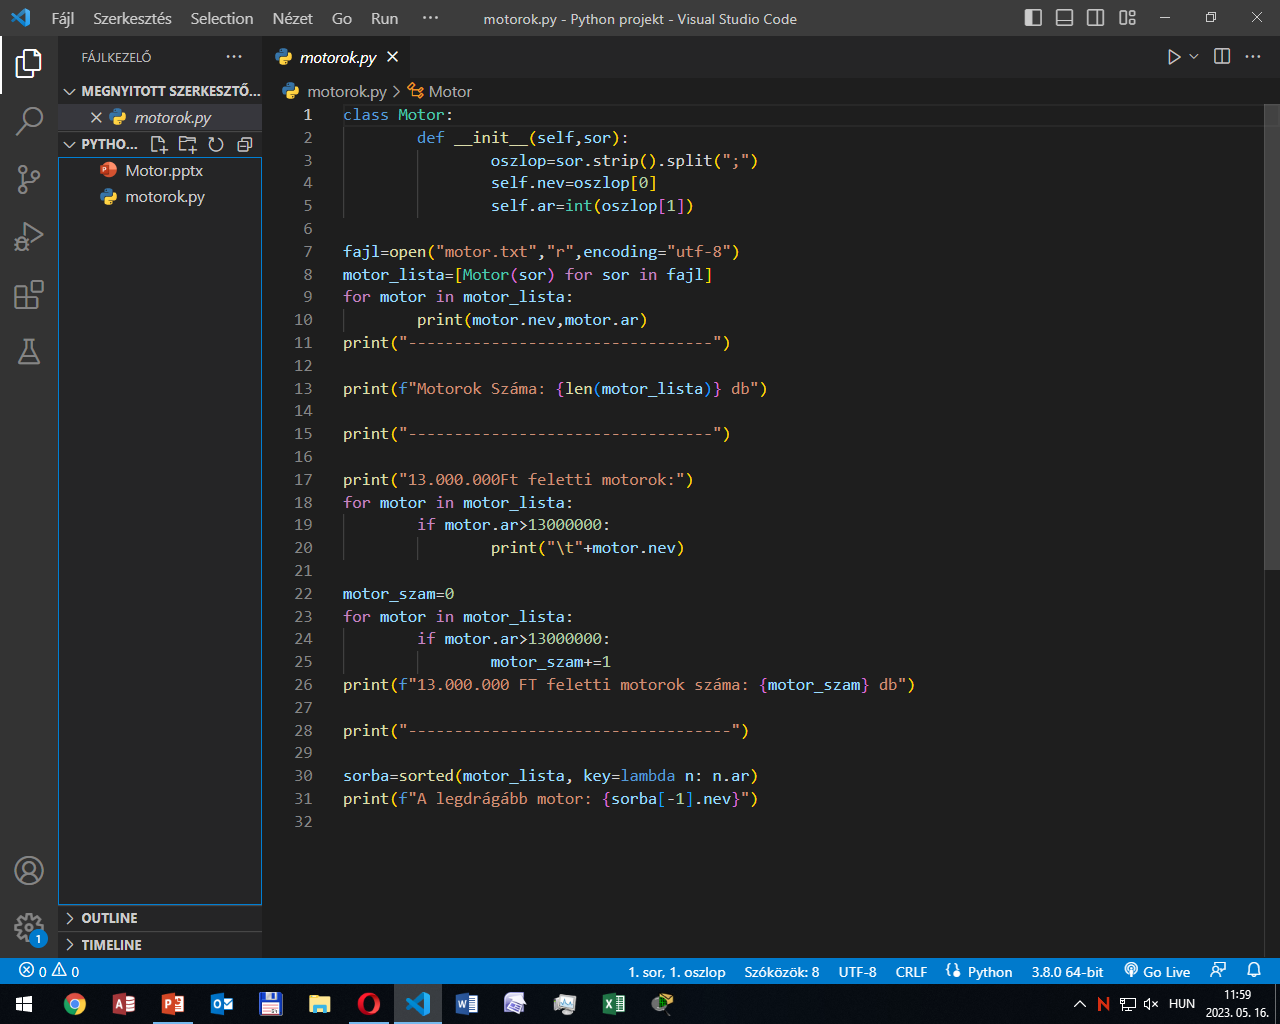 Fájl Szerkesztés Selection Nézet Go Run ··· motorok.py - Python projekt - Visual Studio Code
FÁJLKEZELŐ ···
MEGNYITOTT SZERKESZTŐ...
motorok.py
PYTHO...
Motor.pptx
motorok.py
OUTLINE
TIMELINE
motorok.py
motorok.py > Motor
1 class Motor:
2 def __init__(self,sor):
3 oszlop=sor.strip().split(";")
4 self.nev=oszlop[0]
5 self.ar=int(oszlop[1])
6
7 fajl=open("motor.txt","r",encoding="utf-8")
8 motor_lista=[Motor(sor) for sor in fajl]
9 for motor in motor_lista:
10 print(motor.nev,motor.ar)
11 print("---------------------------------")
12
13 print(f"Motorok Száma: {len(motor_lista)} db")
14
15 print("---------------------------------")
16
17 print("13.000.000Ft feletti motorok:")
18 for motor in motor_lista:
19 if motor.ar>13000000:
20 print("\t"+motor.nev)
21
22 motor_szam=0
23 for motor in motor_lista:
24 if motor.ar>13000000:
25 motor_szam+=1
26 print(f"13.000.000 FT feletti motorok száma: {motor_szam} db")
27
28 print("-----------------------------------")
29
30 sorba=sorted(motor_lista, key=lambda n: n.ar)
31 print(f"A legdrágább motor: {sorba[-1].nev}")
32
1
0 0 1. sor, 1. oszlop Szóközök: 8 UTF-8 CRLF Python 3.8.0 64-bit Go Live
HUN 11:59
2023. 05. 16.